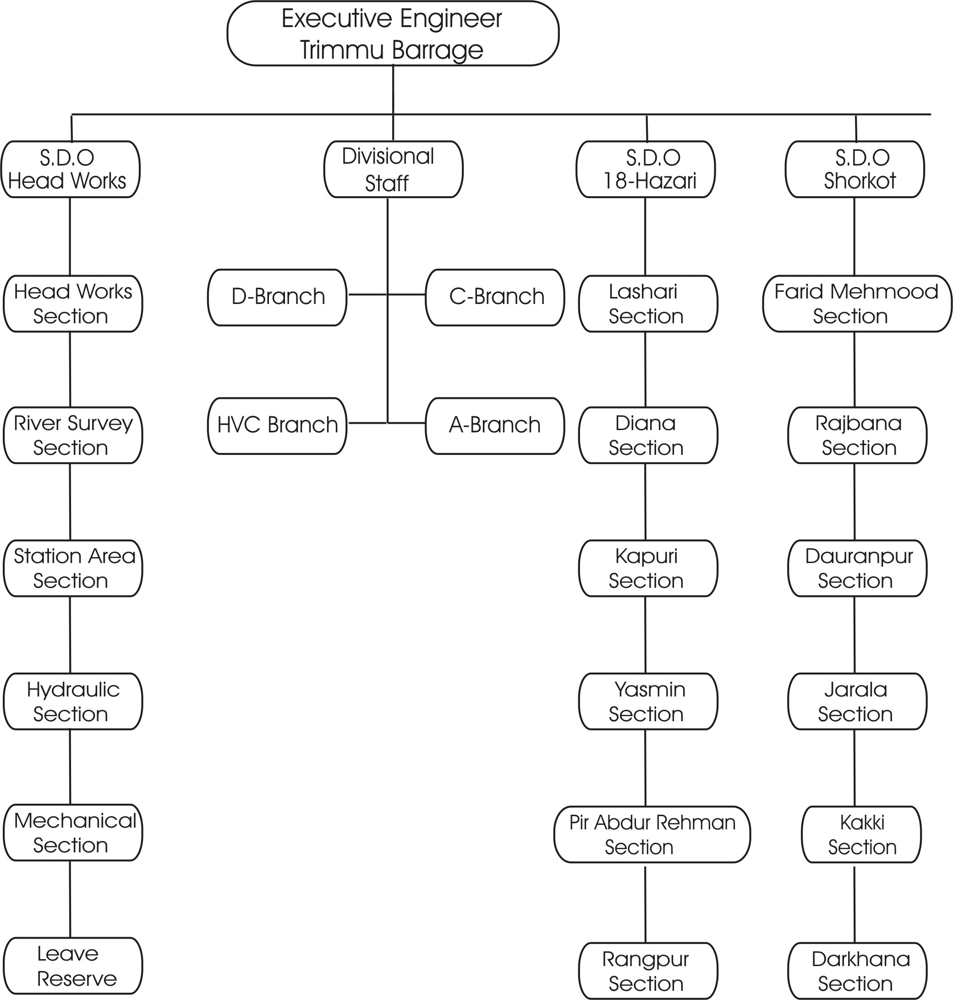 Executive Engineer
Trimmu Barrage
S.D.O
Head Works
Divisional
Staff
S.D.O
18-Hazari
S.D.O
Shorkot
Head Works
Section
D-Branch
C-Branch
Lashari
Section
Farid Mehmood
Section
River Survey
Section
HVC Branch
A-Branch
Diana
Section
Rajbana
Section
Station Area
Section
Kapuri
Section
Dauranpur
Section
Hydraulic
Section
Yasmin
Section
Jarala
Section
Mechanical
Section
Pir Abdur Rehman
Section
Kakki
Section
Leave
Reserve
Rangpur
Section
Darkhana
Section